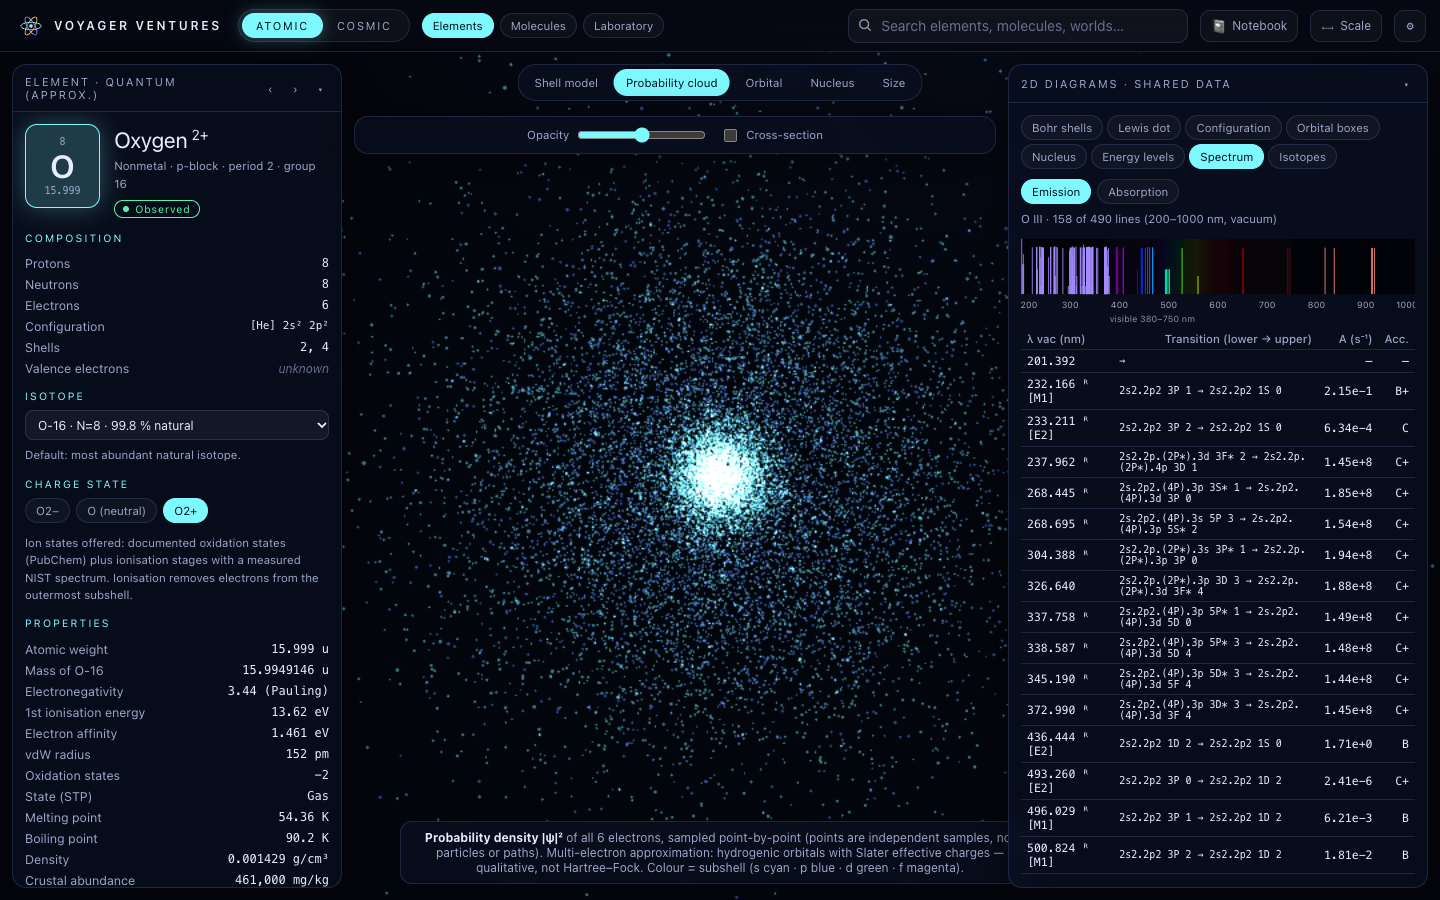 VOYAGER VENTURES
ATOMIC
COSMIC
Elements
Molecules
Laboratory
Search elements, molecules, worlds...
Notebook
Scale
ELEMENT · QUANTUM
(APPROX.)
8
O
15.999
Oxygen 2+
Nonmetal · p-block · period 2 · group
16
Observed
COMPOSITION
Protons 8
Neutrons 8
Electrons 6
Configuration [He] 2s² 2p²
Shells 2, 4
Valence electrons unknown
ISOTOPE
O-16 · N=8 · 99.8 % natural
Default: most abundant natural isotope.
CHARGE STATE
O2−
O (neutral)
O2+
Ion states offered: documented oxidation states
(PubChem) plus ionisation stages with a measured
NIST spectrum. Ionisation removes electrons from the
outermost subshell.
PROPERTIES
Atomic weight 15.999 u
Mass of O-16 15.9949146 u
Electronegativity 3.44 (Pauling)
1st ionisation energy 13.62 eV
Electron affinity 1.461 eV
vdW radius 152 pm
Oxidation states −2
State (STP) Gas
Melting point 54.36 K
Boiling point 90.2 K
Density 0.001429 g/cm³
Crustal abundance 461,000 mg/kg
Shell model
Probability cloud
Orbital
Nucleus
Size
Opacity
Cross-section
Probability density |ψ|² of all 6 electrons, sampled point-by-point (points are independent samples, no
particles or paths). Multi-electron approximation: hydrogenic orbitals with Slater effective charges —
qualitative, not Hartree–Fock. Colour = subshell (s cyan · p blue · d green · f magenta).
2D DIAGRAMS · SHARED DATA
Bohr shells
Lewis dot
Configuration
Orbital boxes
Nucleus
Energy levels
Spectrum
Isotopes
Emission
Absorption
O III · 158 of 490 lines (200–1000 nm, vacuum)
200 300 400 500 600 700 800 900 1000
visible 380–750 nm
λ vac (nm) Transition (lower → upper) A (s⁻¹) Acc.
201.392 → — —
232.166 R 2s2.2p2 3P 1 → 2s2.2p2 1S 0 2.15e−1 B+
[M1]
233.211 R 2s2.2p2 3P 2 → 2s2.2p2 1S 0 6.34e−4 C
[E2]
237.962 R 2s2.2p.(2P*).3d 3F* 2 → 2s2.2p. 1.45e+8 C+
(2P*).4p 3D 1
268.445 R 2s.2p2.(4P).3p 3S* 1 → 2s.2p2. 1.85e+8 C+
(4P).3d 3P 0
268.695 R 2s.2p2.(4P).3s 5P 3 → 2s.2p2. 1.54e+8 C+
(4P).3p 5S* 2
304.388 R 2s2.2p.(2P*).3s 3P* 1 → 2s2.2p. 1.94e+8 C+
(2P*).3p 3P 0
326.640 2s2.2p.(2P*).3p 3D 3 → 2s2.2p. 1.88e+8 C+
(2P*).3d 3F* 4
337.758 R 2s.2p2.(4P).3p 5P* 1 → 2s.2p2. 1.49e+8 C+
(4P).3d 5D 0
338.587 R 2s.2p2.(4P).3p 5P* 3 → 2s.2p2. 1.48e+8 C+
(4P).3d 5D 4
345.190 R 2s.2p2.(4P).3p 5D* 3 → 2s.2p2. 1.44e+8 C+
(4P).3d 5F 4
372.990 R 2s.2p2.(4P).3p 3D* 3 → 2s.2p2. 1.45e+8 C+
(4P).3d 3F 4
436.444 R 2s2.2p2 1D 2 → 2s2.2p2 1S 0 1.71e+0 B
[E2]
493.260 R 2s2.2p2 3P 0 → 2s2.2p2 1D 2 2.41e−6 C+
[E2]
496.029 R 2s2.2p2 3P 1 → 2s2.2p2 1D 2 6.21e−3 B
[M1]
500.824 R 2s2.2p2 3P 2 → 2s2.2p2 1D 2 1.81e−2 B
[M1]